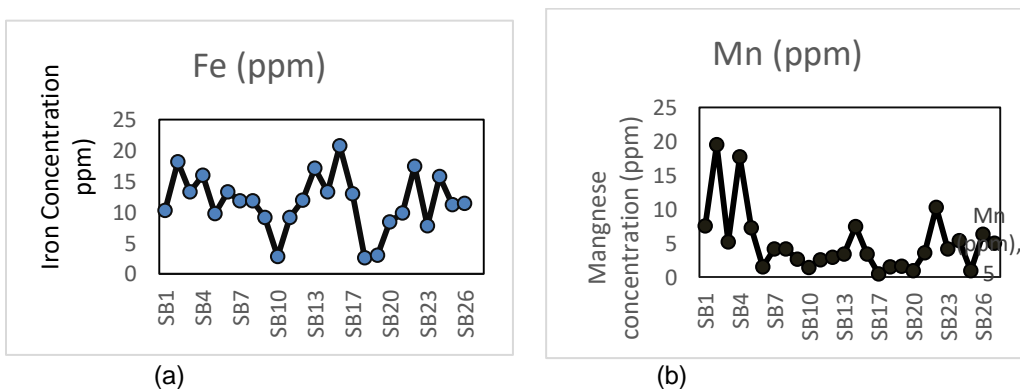 Fe (ppm)
Iron Concentration
ppm)
25
20
15
10
5
0
SB1
SB4
SB7
SB10
SB13
SB17
SB20
SB23
SB26
(a)
Mn (ppm)
Mangnese
concentration (ppm)
25
20
15
10
5
0
SB1
SB4
SB7
SB10
SB13
SB17
SB20
SB23
SB26
Mn
(ppm),
5
(b)